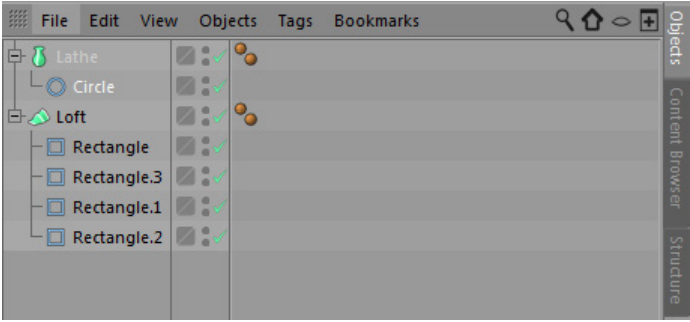 File Edit View Objects Tags Bookmarks
Lathe
Circle
Loft
Rectangle
Rectangle.3
Rectangle.1
Rectangle.2
Objects
Content Browser
Structure